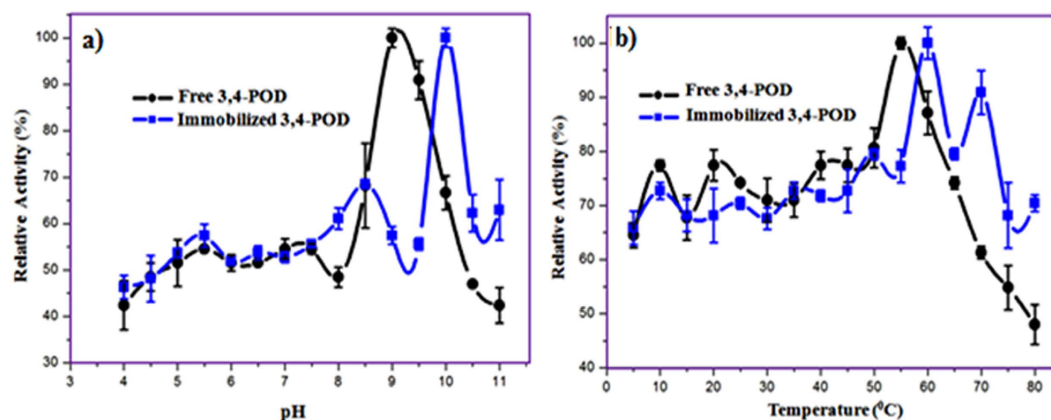 a)
Free 3,4-POD
Immobilized 3,4-POD
Relative Activity (%)
100
90
80
70
60
50
40
30
3 4 5 6 7 8 9 10 11
pH
b)
Free 3,4-POD
Immobilized 3,4-POD
Relative Activity (%)
100
90
80
70
60
50
40
0 10 20 30 40 50 60 70 80
Temperature (⁰C)